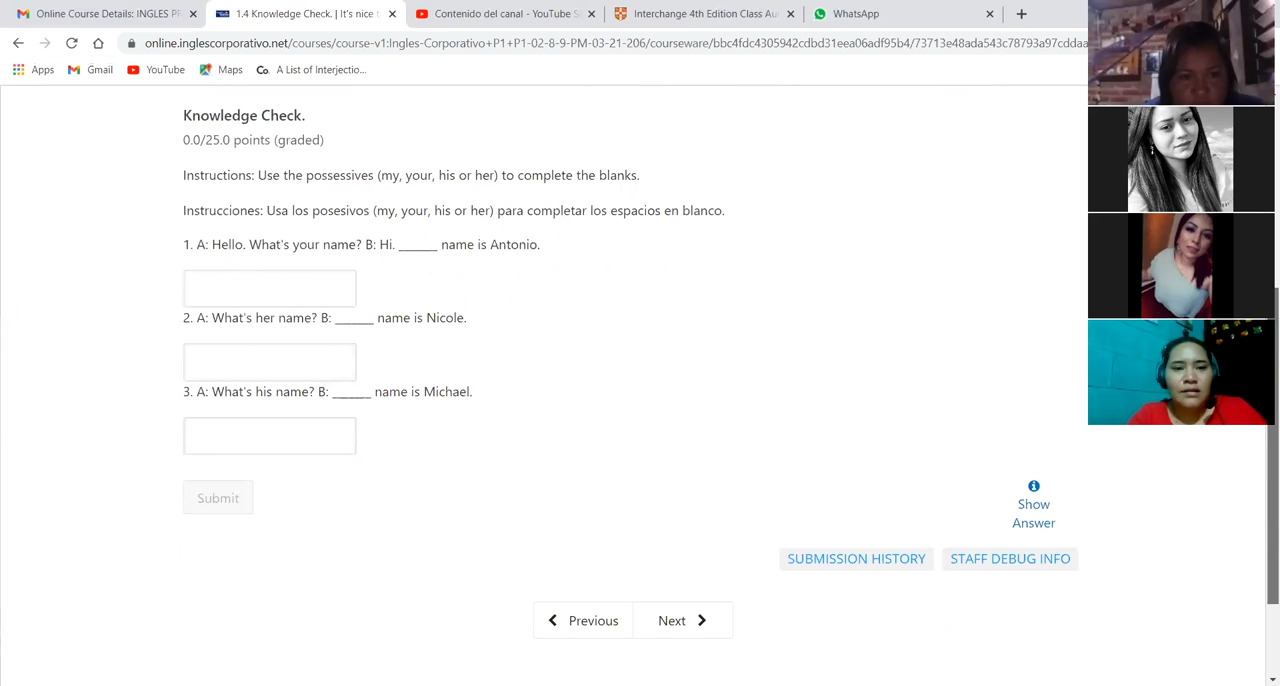 Online Course Details: INGLES PR
1.4 Knowledge Check. | It's nice t
Contenido del canal - YouTube S
Interchange 4th Edition Class Au
WhatsApp
online.inglescorporativo.net/courses/course-v1:Ingles-Corporativo+P1+P1-02-8-9-PM-03-21-206/courseware/bbc4fdc4305942cdbd31eea06adf95b4/73713e48ada543c78793a97cddaa
Apps Gmail YouTube Maps Co. A List of Interjectio...
Knowledge Check.
0.0/25.0 points (graded)
Instructions: Use the possessives (my, your, his or her) to complete the blanks.
Instrucciones: Usa los posesivos (my, your, his or her) para completar los espacios en blanco.
1. A: Hello. What's your name? B: Hi. ______ name is Antonio.
2. A: What's her name? B: ______ name is Nicole.
3. A: What's his name? B: ______ name is Michael.
Submit
Show
Answer
SUBMISSION HISTORY STAFF DEBUG INFO
Previous Next